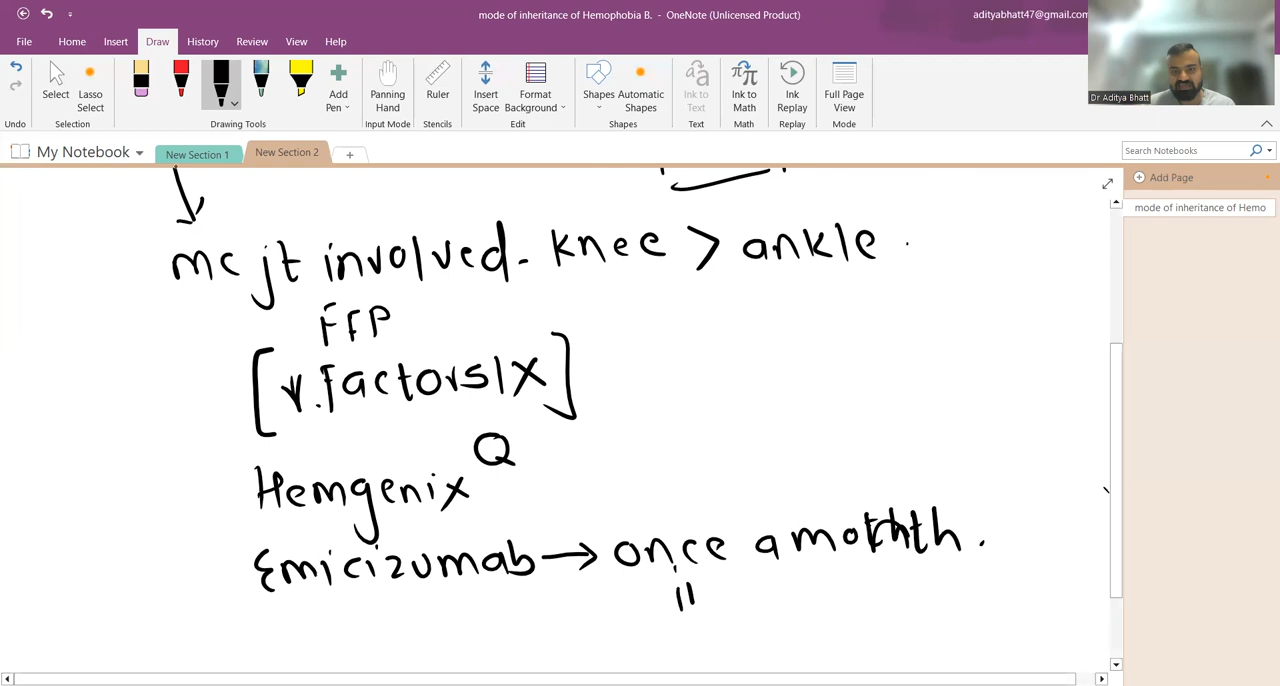 mode of inheritance of Hemophobia B. - OneNote (Unlicensed Product)
adityabhatt47@gmail.com
File Home Insert Draw History Review View Help
Dr Aditya Bhatt
Select
Lasso Select
Add Pen
Panning Hand
Ruler
Insert Space
Format Background
Shapes
Automatic Shapes
Ink to Text
Ink to Math
Ink Replay
Full Page View
Undo Selection Drawing Tools Input Mode Stencils Edit Shapes Text Math Replay Mode
My Notebook New Section 1 New Section 2
Search Notebooks
Add Page
mode of inheritance of Hemo
mc jt involved. knee > ankle
FFP
[r.Factors IX]
Q
Hemgenix
Emicizumab → once a